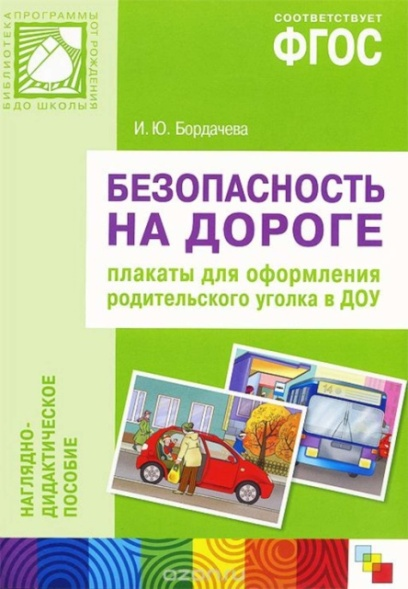 БИБЛИОТЕКА ПРОГРАММЫ
ОТ РОЖДЕНИЯ
ДО ШКОЛЫ
СООТВЕТСТВУЕТ
ФГОС
И. Ю. Бордачева
БЕЗОПАСНОСТЬ
НА ДОРОГЕ
плакаты для оформления
родительского уголка в ДОУ
НАГЛЯДНО-
ДИДАКТИЧЕСКОЕ
ПОСОБИЕ